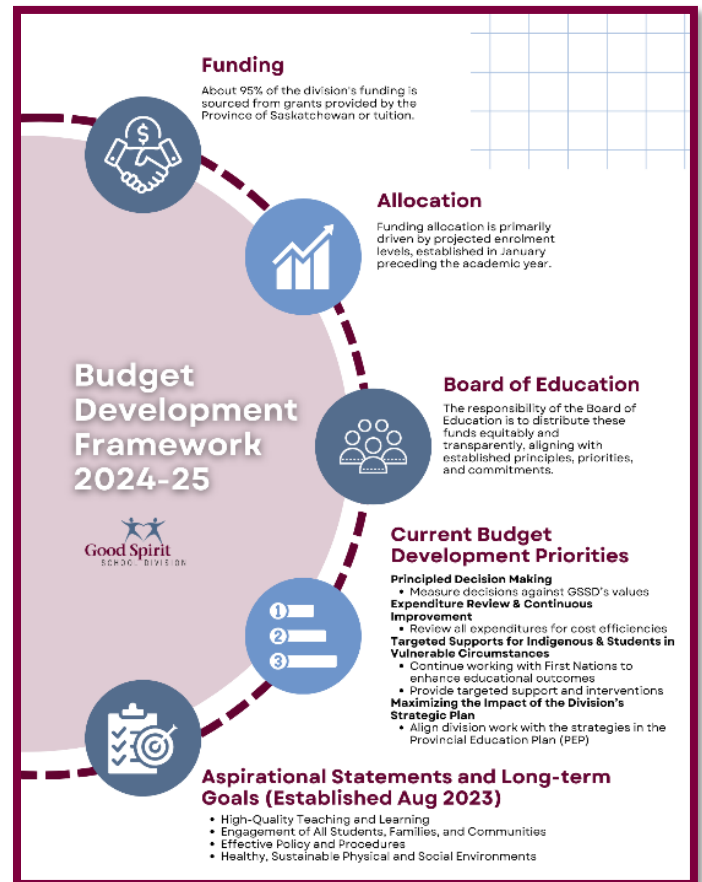 Funding
About 95% of the division's funding is
sourced from grants provided by the
Province of Saskatchewan or tuition.
Allocation
Funding allocation is primarily
driven by projected enrolment
levels, established in January
preceding the academic year.
Budget
Development
Framework
2024-25
Good Spirit
SCHOOL DIVISION
Board of Education
The responsibility of the Board of
Education is to distribute these
funds equitably and
transparently, aligning with
established principles, priorities,
and commitments.
Current Budget
Development Priorities
Principled Decision Making
• Measure decisions against GSSD's values
Expenditure Review & Continuous
Improvement
• Review all expenditures for cost efficiencies
Targeted Supports for Indigenous & Students in
Vulnerable Circumstances
• Continue working with First Nations to
enhance educational outcomes
• Provide targeted support and interventions
Maximizing the Impact of the Division's
Strategic Plan
• Align division work with the strategies in the
Provincial Education Plan (PEP)
1
2
3
Aspirational Statements and Long-term
Goals (Established Aug 2023)
• High-Quality Teaching and Learning
• Engagement of All Students, Families, and Communities
• Effective Policy and Procedures
• Healthy, Sustainable Physical and Social Environments